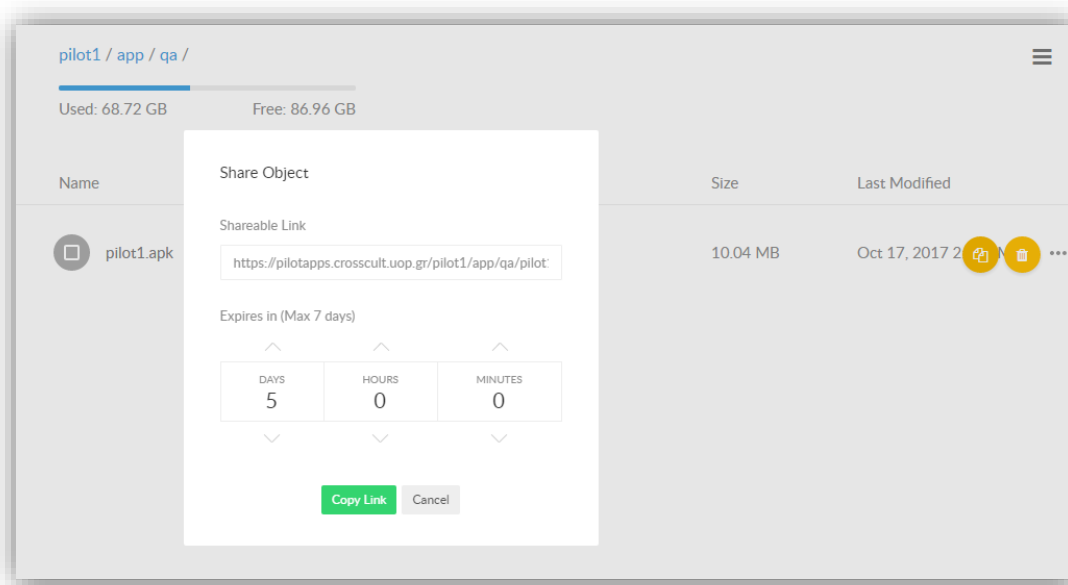 pilot1 / app / qa /
Used: 68.72 GB Free: 86.96 GB
Share Object
Name Size Last Modified
Shareable Link
pilot1.apk 10.04 MB Oct 17, 2017 2
https://pilotapps.crosscult.uop.gr/pilot1/app/qa/pilot
Expires in (Max 7 days)
DAYS HOURS MINUTES
5 0 0
Copy Link Cancel